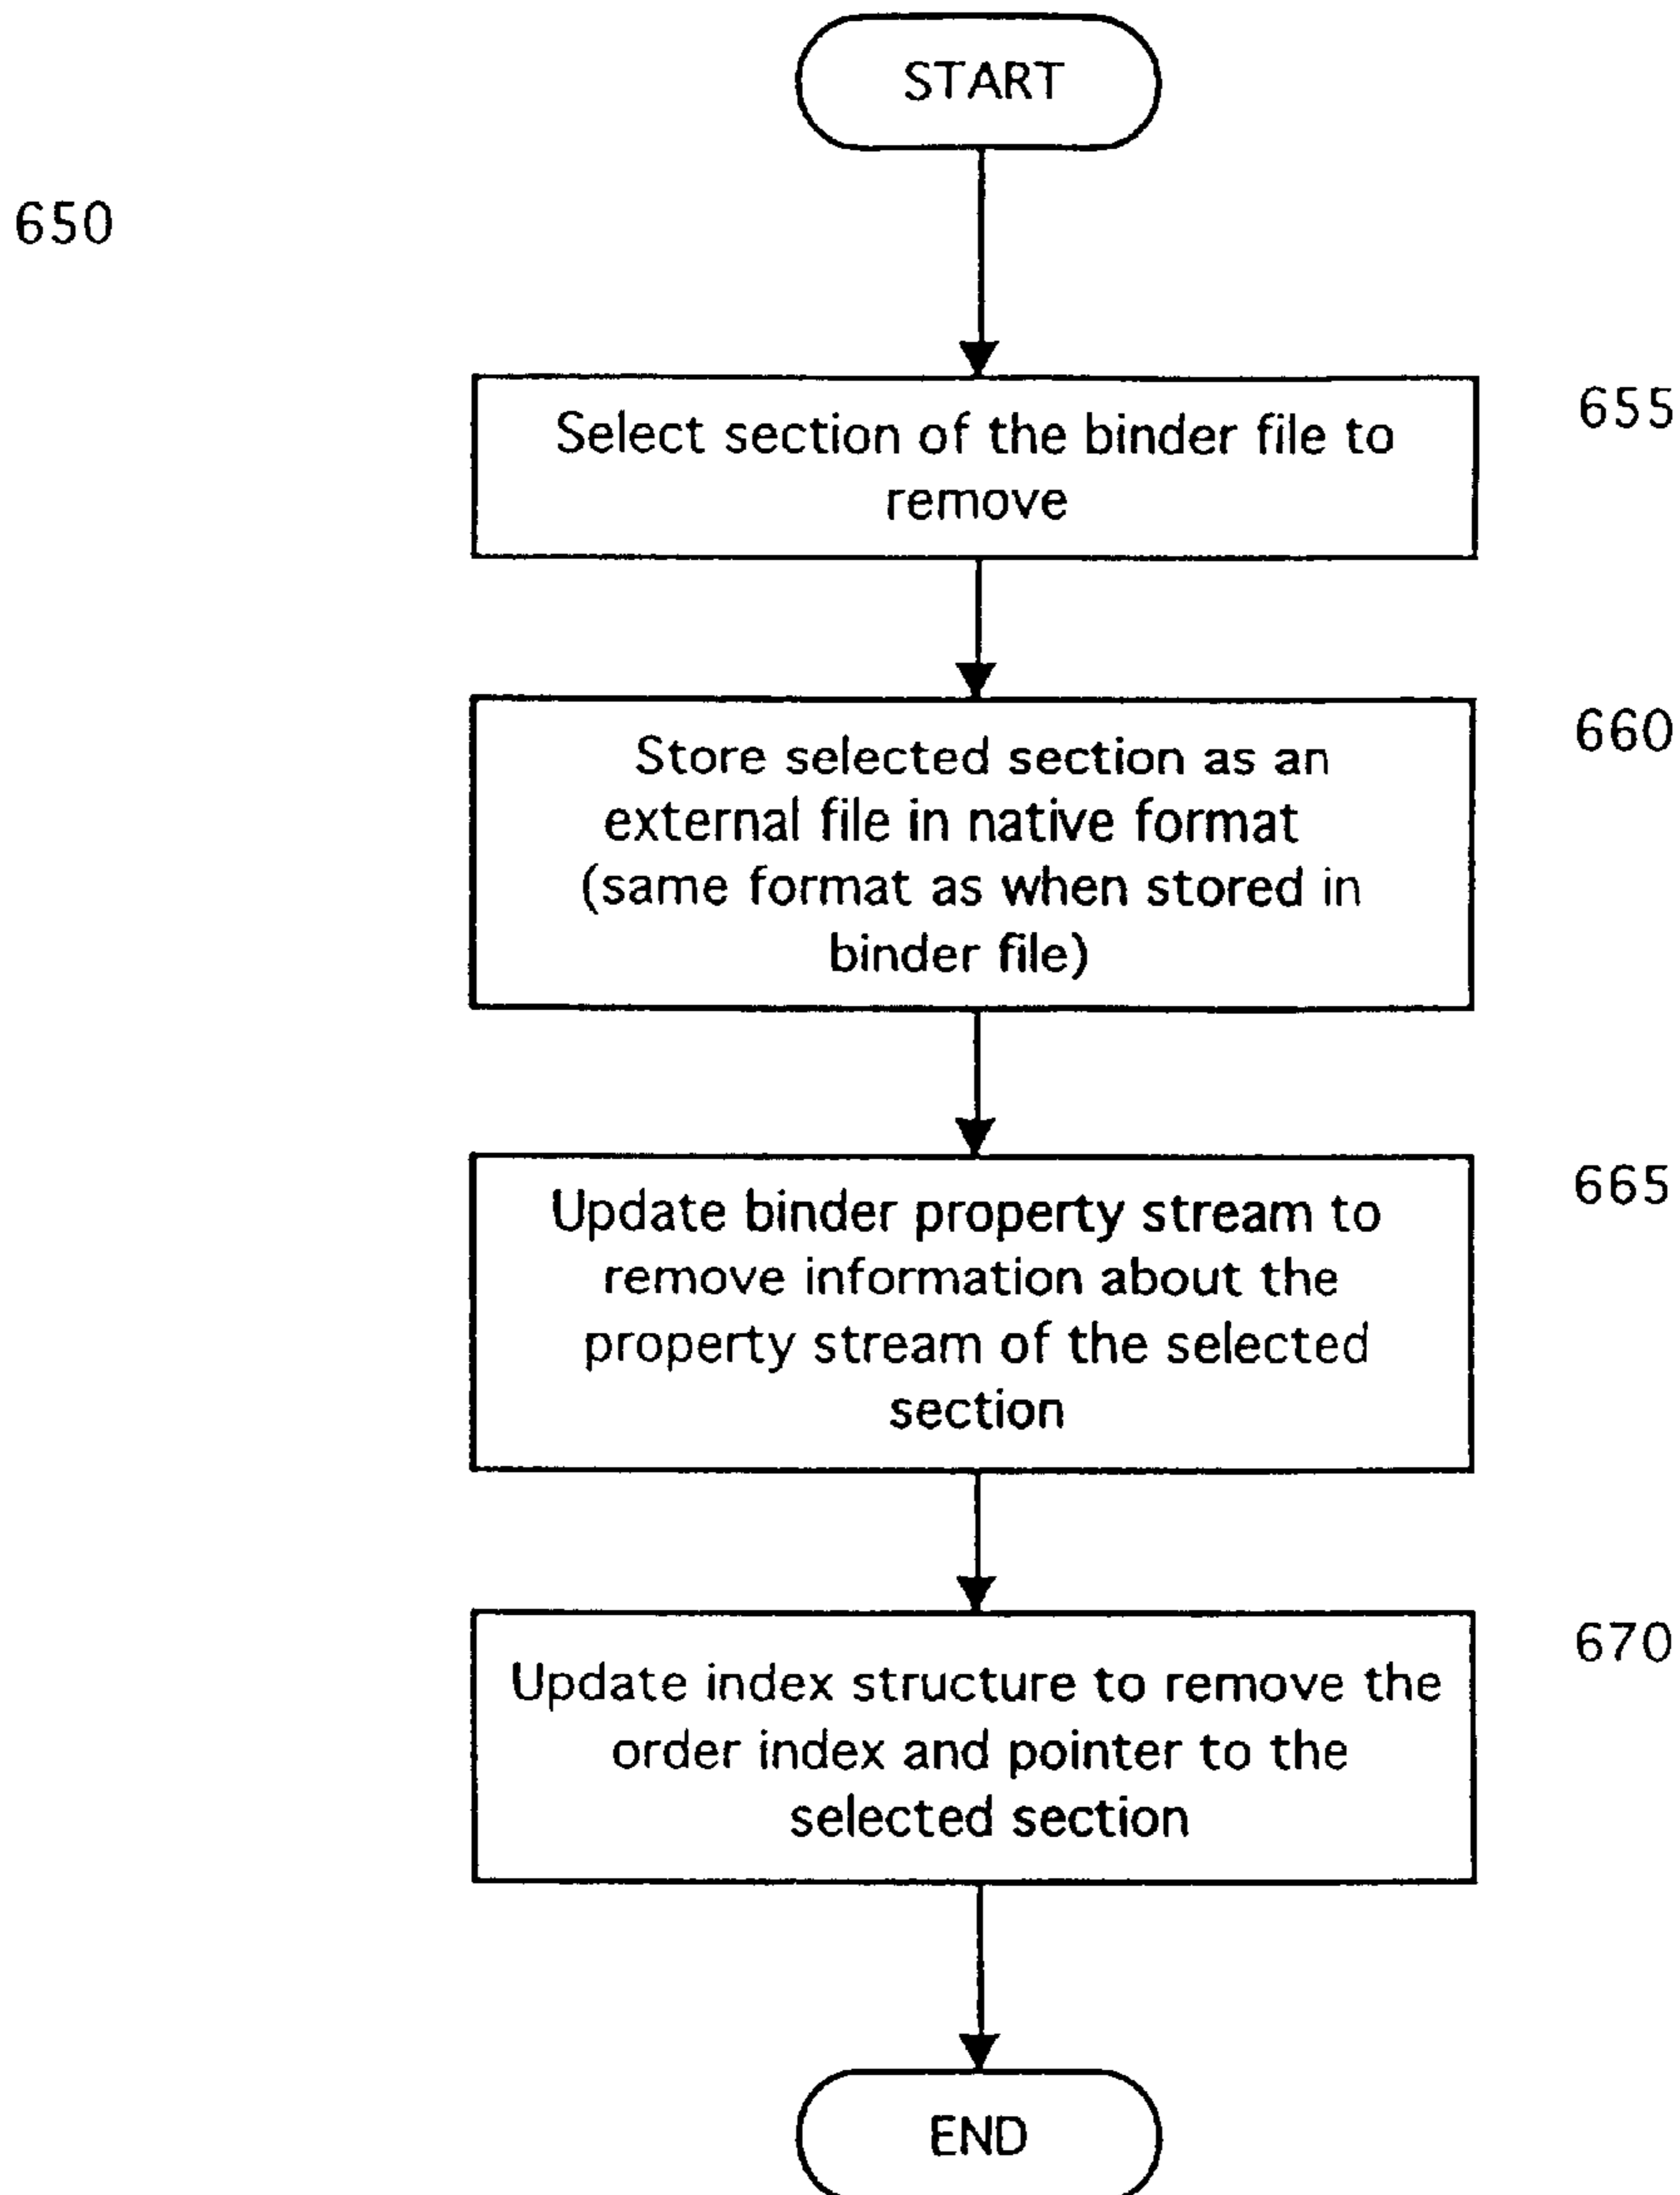 START
650
Select section of the binder file to
remove
655
Store selected section as an
external file in native format
(same format as when stored in
binder file)
660
Update binder property stream to
remove information about the
property stream of the selected
section
665
Update index structure to remove the
order index and pointer to the
selected section
670
END